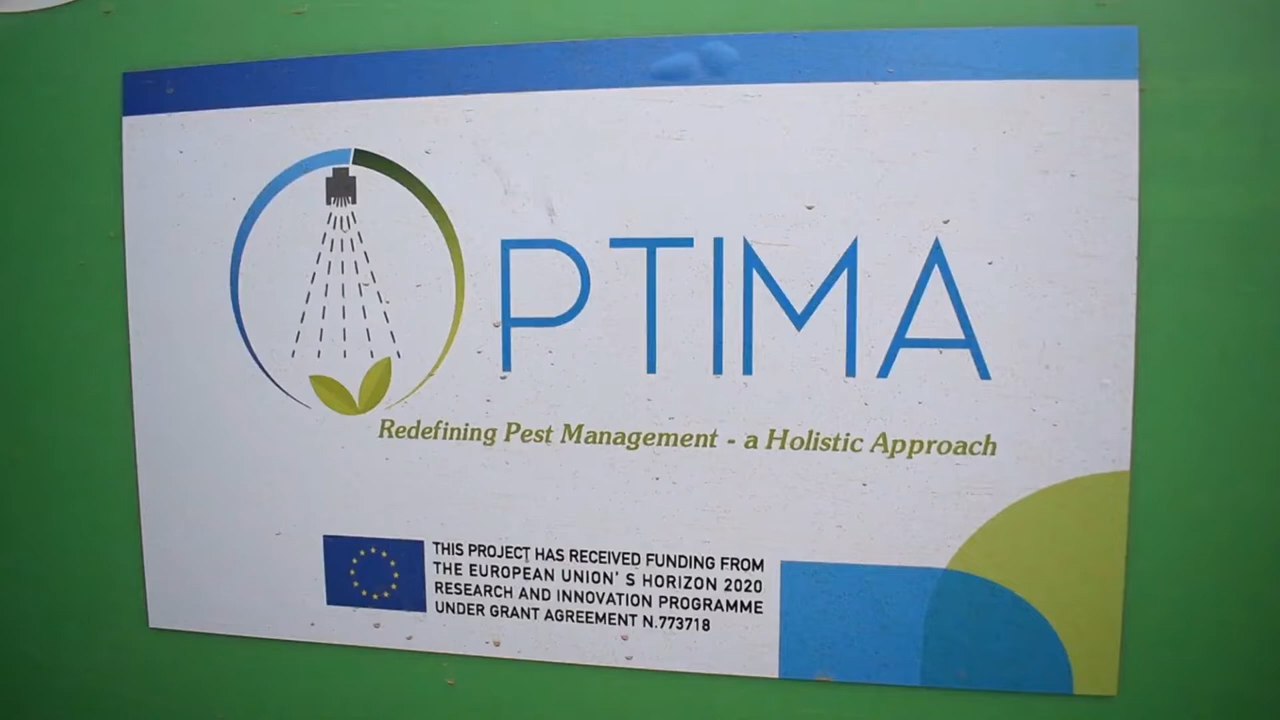 OPTIMA
Redefining Pest Management - a Holistic Approach
THIS PROJECT HAS RECEIVED FUNDING FROM
THE EUROPEAN UNION' S HORIZON 2020
RESEARCH AND INNOVATION PROGRAMME
UNDER GRANT AGREEMENT N.773718